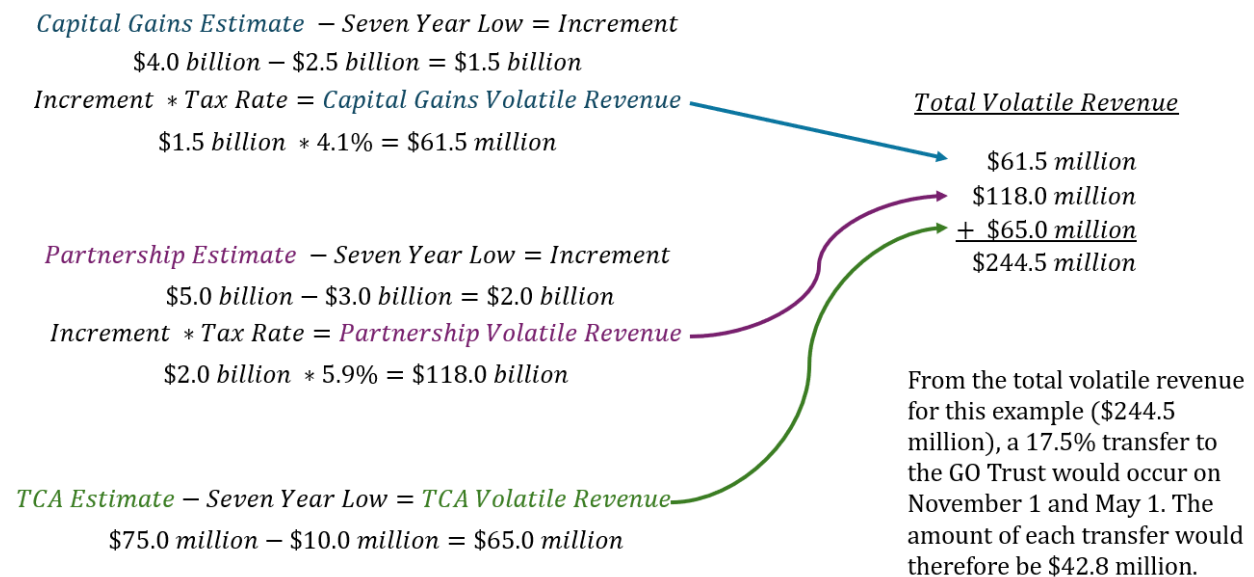 Capital Gains Estimate − Seven Year Low = Increment
$4.0 billion − $2.5 billion = $1.5 billion
Increment * Tax Rate = Capital Gains Volatile Revenue
$1.5 billion * 4.1% = $61.5 million
Partnership Estimate − Seven Year Low = Increment
$5.0 billion − $3.0 billion = $2.0 billion
Increment * Tax Rate = Partnership Volatile Revenue
$2.0 billion * 5.9% = $118.0 billion
TCA Estimate − Seven Year Low = TCA Volatile Revenue
$75.0 million − $10.0 million = $65.0 million
Total Volatile Revenue
$61.5 million
$118.0 million
+ $65.0 million
$244.5 million
From the total volatile revenue
for this example ($244.5
million), a 17.5% transfer to
the GO Trust would occur on
November 1 and May 1. The
amount of each transfer would
therefore be $42.8 million.